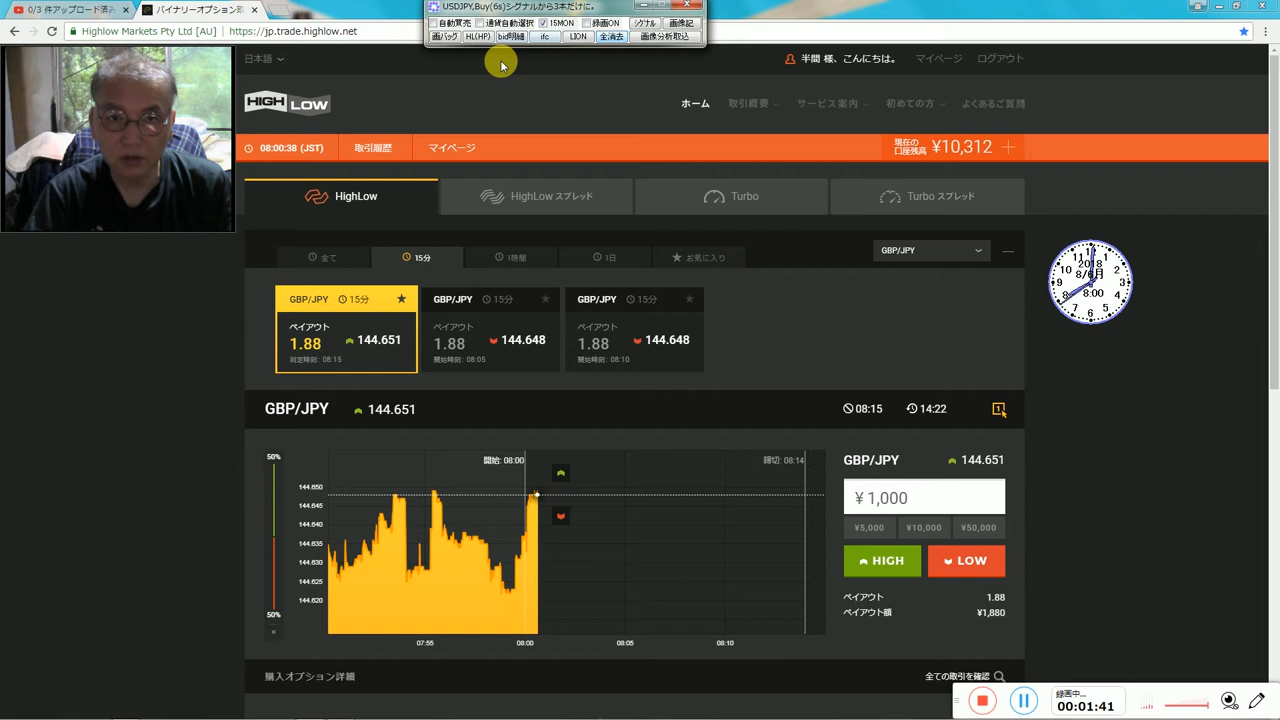 0/3 件アップロード済み -
バイナリーオプション取
Highlow Markets Pty Ltd [AU] | https://jp.trade.highlow.net
USDJPY,Buy(6s)シグナルから3本だけに。
自動買売 通貨自動選択 15MON 録画ON シグナル 画像記
画バッグ HL(HP) bid明細 ifc LION 全消去 画像分析取込
日本語
半間 様、こんにちは。 マイページ ログアウト
HIGH LOW
ホーム 取引概要 サービス案内 初めての方 よくあるご質問
08:00:38 (JST) 取引履歴 マイページ
現在の
口座残高 ¥10,312
HighLow HighLow スプレッド Turbo Turbo スプレッド
全て 15分 1時間 1日 お気に入り
GBP/JPY
GBP/JPY 15分
ペイアウト
1.88 144.651
判定時刻: 08:15
GBP/JPY 15分
ペイアウト
1.88 144.648
開始時刻: 08:05
GBP/JPY 15分
ペイアウト
1.88 144.648
開始時刻: 08:10
GBP/JPY 144.651
08:15 14:22
50%
開始: 08:00
締切: 08:14
144.650
144.645
144.640
144.635
144.630
144.625
144.620
50%
07:55 08:00 08:05 08:10
GBP/JPY 144.651
¥ 1,000
¥5,000 ¥10,000 ¥50,000
HIGH LOW
ペイアウト 1.88
ペイアウト額 ¥1,880
購入オプション詳細 全ての取引を確認
8:00
録画中...
00:01:41